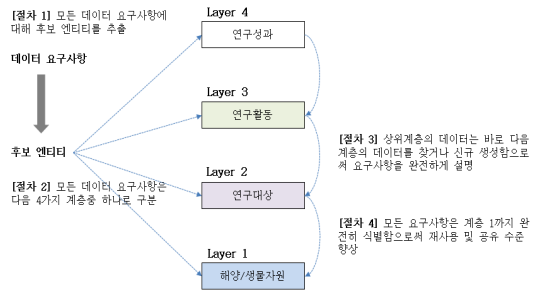 [절차 1] 모든 데이터 요구사항에
대해 후보 엔티티를 추출
데이터 요구사항
후보 엔티티
[절차 2] 모든 데이터 요구사항은
다음 4가지 계층중 하나로 구분
Layer 4
연구성과
Layer 3
연구활동
Layer 2
연구대상
Layer 1
해양/생물자원
[절차 3] 상위계층의 데이터는 바로 다음
계층의 데이터를 찾거나 신규 생성함으로
써 요구사항을 완전하게 설명
[절차 4] 모든 요구사항은 계층 1까지 완
전히 식별함으로써 재사용 및 공유 수준
향상